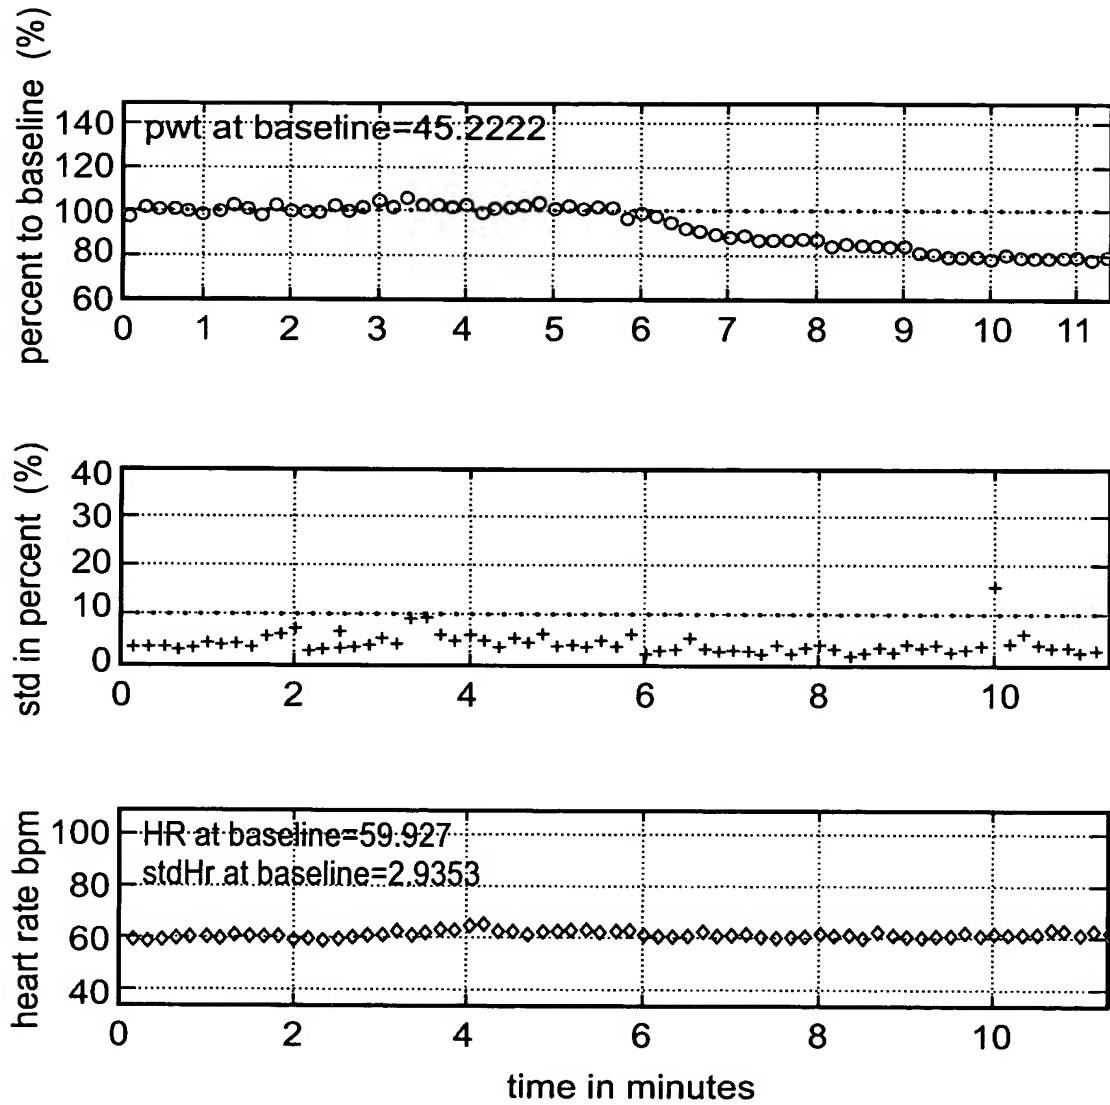 percent to baseline (%)
140
120
100
80
60
pwt at baseline=45.2222
0 1 2 3 4 5 6 7 8 9 10 11
std in percent (%)
40
30
20
10
0
0 2 4 6 8 10
heart rate bpm
100
80
60
40
HR at baseline=59.927
stdHr at baseline=2.9353
0 2 4 6 8 10
time in minutes